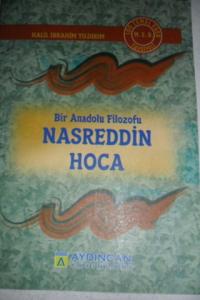 HALİL İBRAHİM YILDIRIM
M. E. B
Bir Anadolu Filozofu
NASREDDİN
HOCA
AYDINCAN